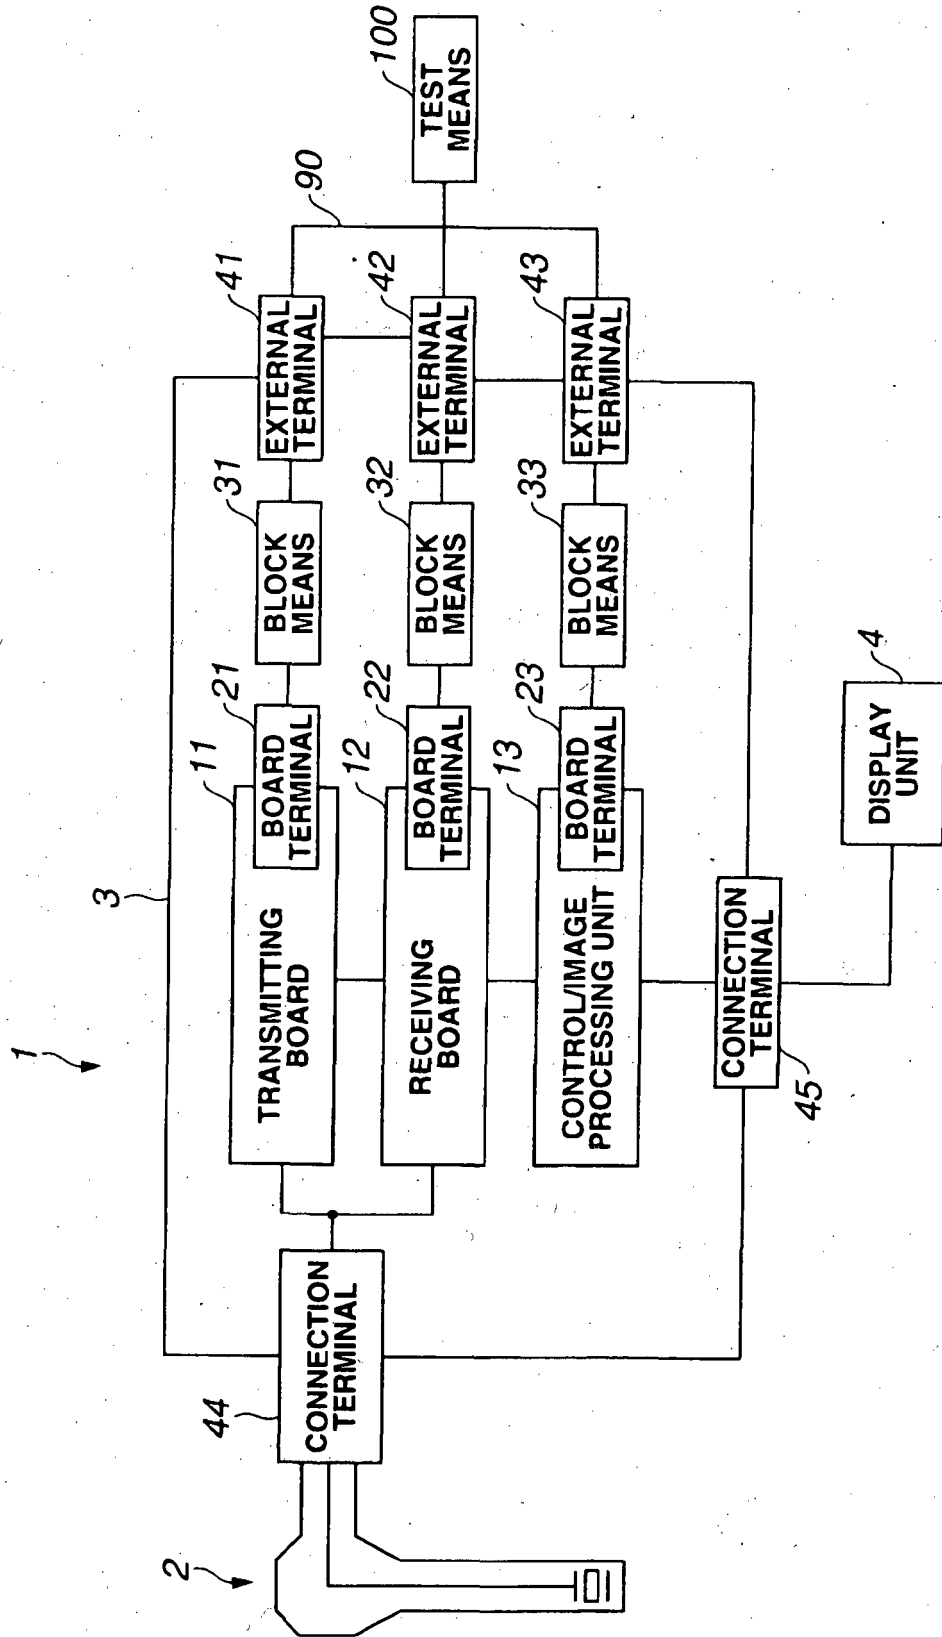 1
2
3
44
CONNECTION
TERMINAL
11
TRANSMITTING
BOARD
21
BOARD
TERMINAL
31
BLOCK
MEANS
41
EXTERNAL
TERMINAL
90
100
TEST
MEANS
12
RECEIVING
BOARD
22
BOARD
TERMINAL
32
BLOCK
MEANS
42
EXTERNAL
TERMINAL
13
CONTROL/IMAGE
PROCESSING UNIT
23
BOARD
TERMINAL
33
BLOCK
MEANS
43
EXTERNAL
TERMINAL
CONNECTION
TERMINAL
45
4
DISPLAY
UNIT